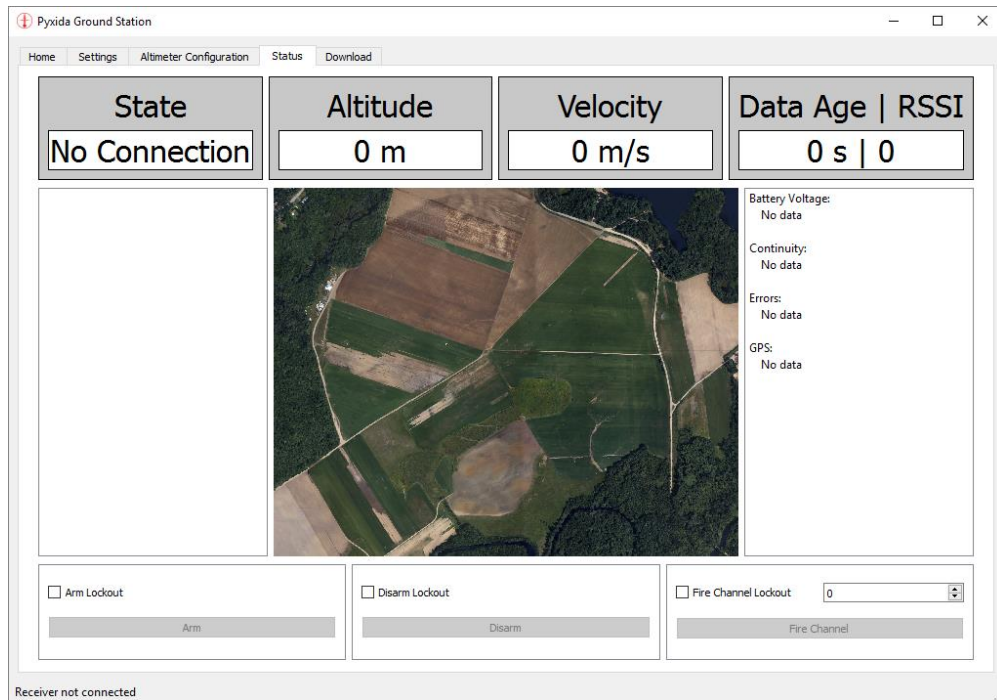 Pyxida Ground Station
Home Settings Altimeter Configuration Status Download
State Altitude Velocity Data Age | RSSI
No Connection 0 m 0 m/s 0 s | 0
Battery Voltage:
No data
Continuity:
No data
Errors:
No data
GPS:
No data
Arm Lockout Disarm Lockout Fire Channel Lockout 0
Arm Disarm Fire Channel
Receiver not connected